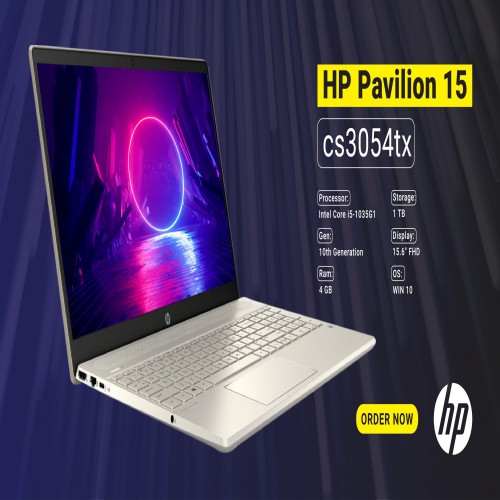 HP Pavilion 15
cs3054tx
Processor:
Intel Core i5-1035G1
Storage:
1 TB
Gen:
10th Generation
Display:
15.6" FHD
Ram:
4 GB
OS:
WIN 10
ORDER NOW
hp